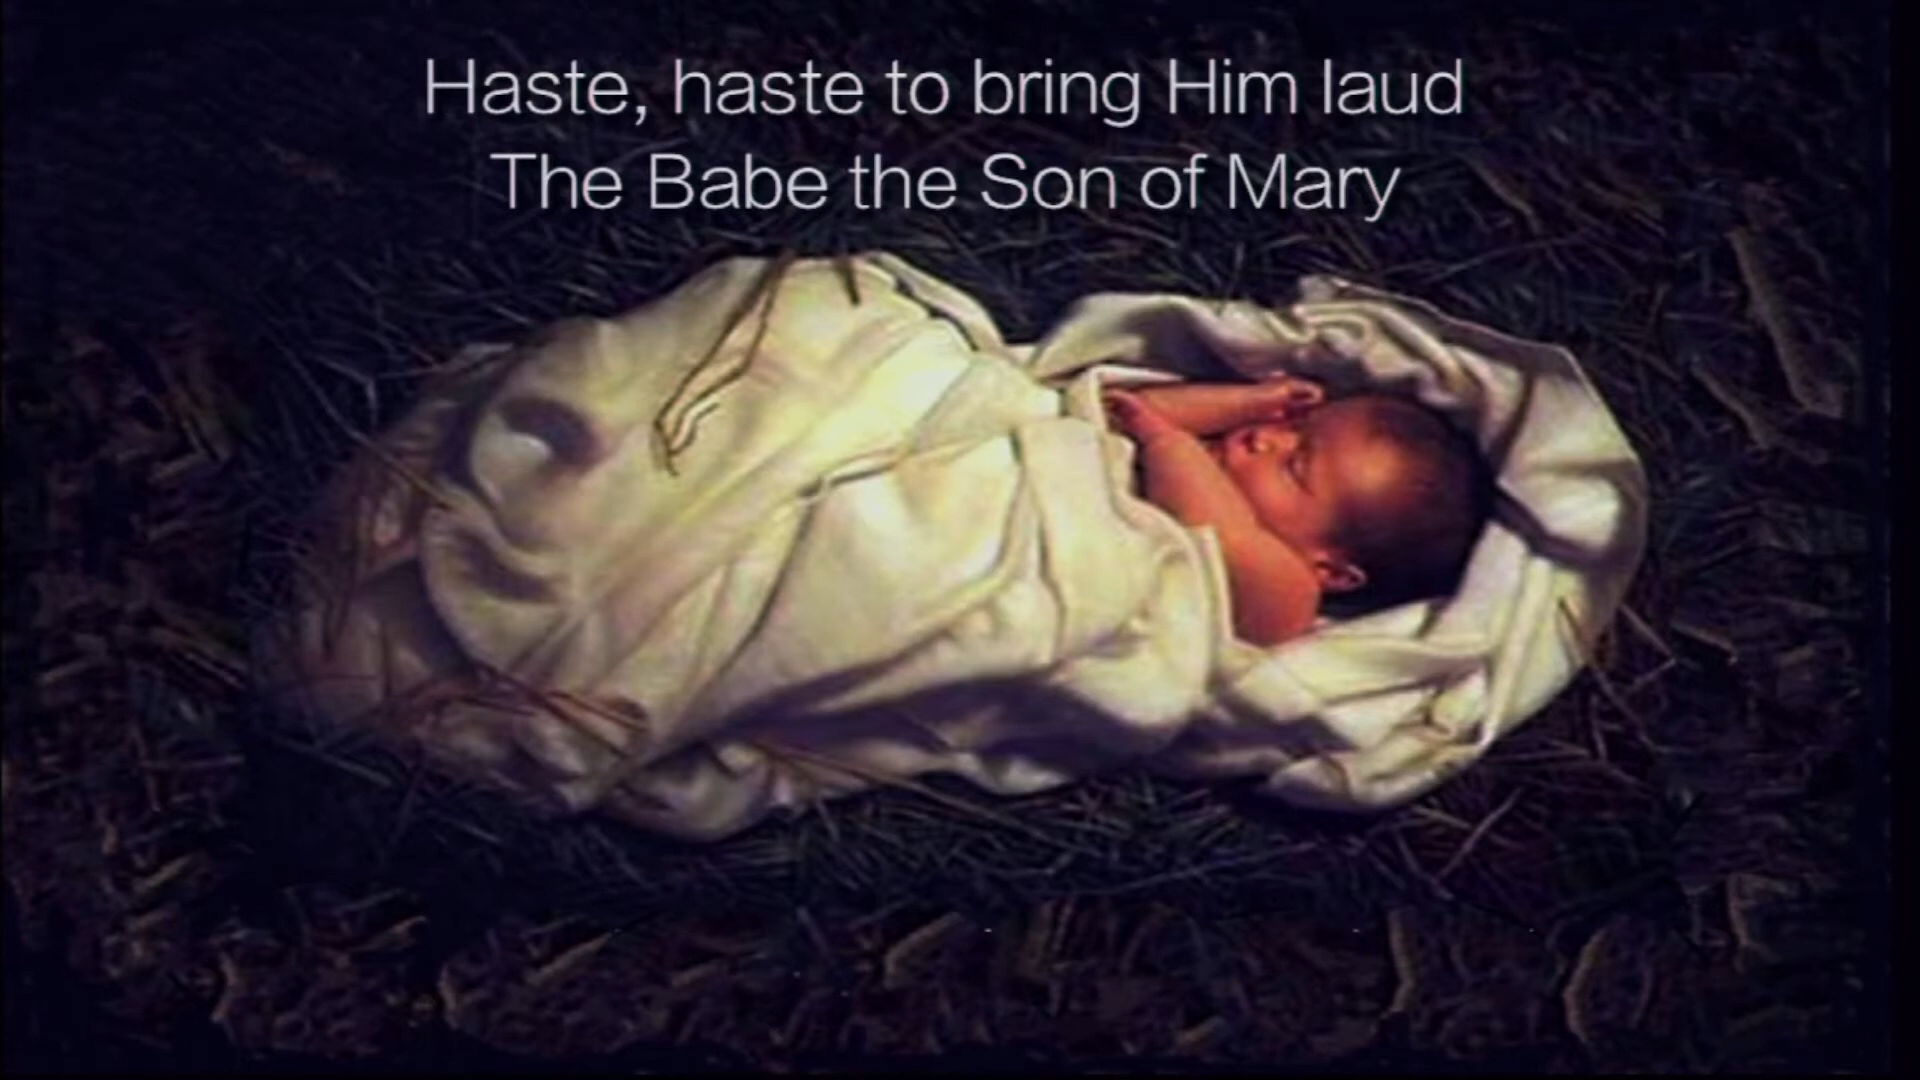 Haste, haste to bring Him laud
The Babe the Son of Mary